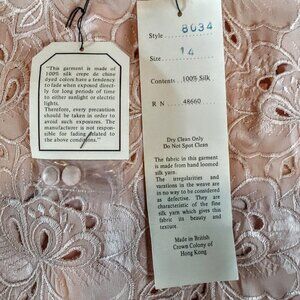 "This garment is made of
100% silk crepe de chine
dyed colors have a tendency
to fade when exposed direct-
ly for long periods of time
to either sunlight or electric
lights.
Therefore, every precaution
should be taken in order to
avoid such exposures. The
manufacturer is not respon-
sible for fading related to
the above conditions."
Style 8034
Size 14
Contents ....100% Silk
R N ...... 48660
Dry Clean Only
Do Not Spot Clean
The fabric in this garment
is made from hand loomed
silk yarn.
The irregularities and
varations in the weave are
in no way to be considered
as defective. They are
characteristic of the fine
silk yarn which gives this
fabric its beauty and
texture.
Made in British
Crown Colony of
Hong Kong